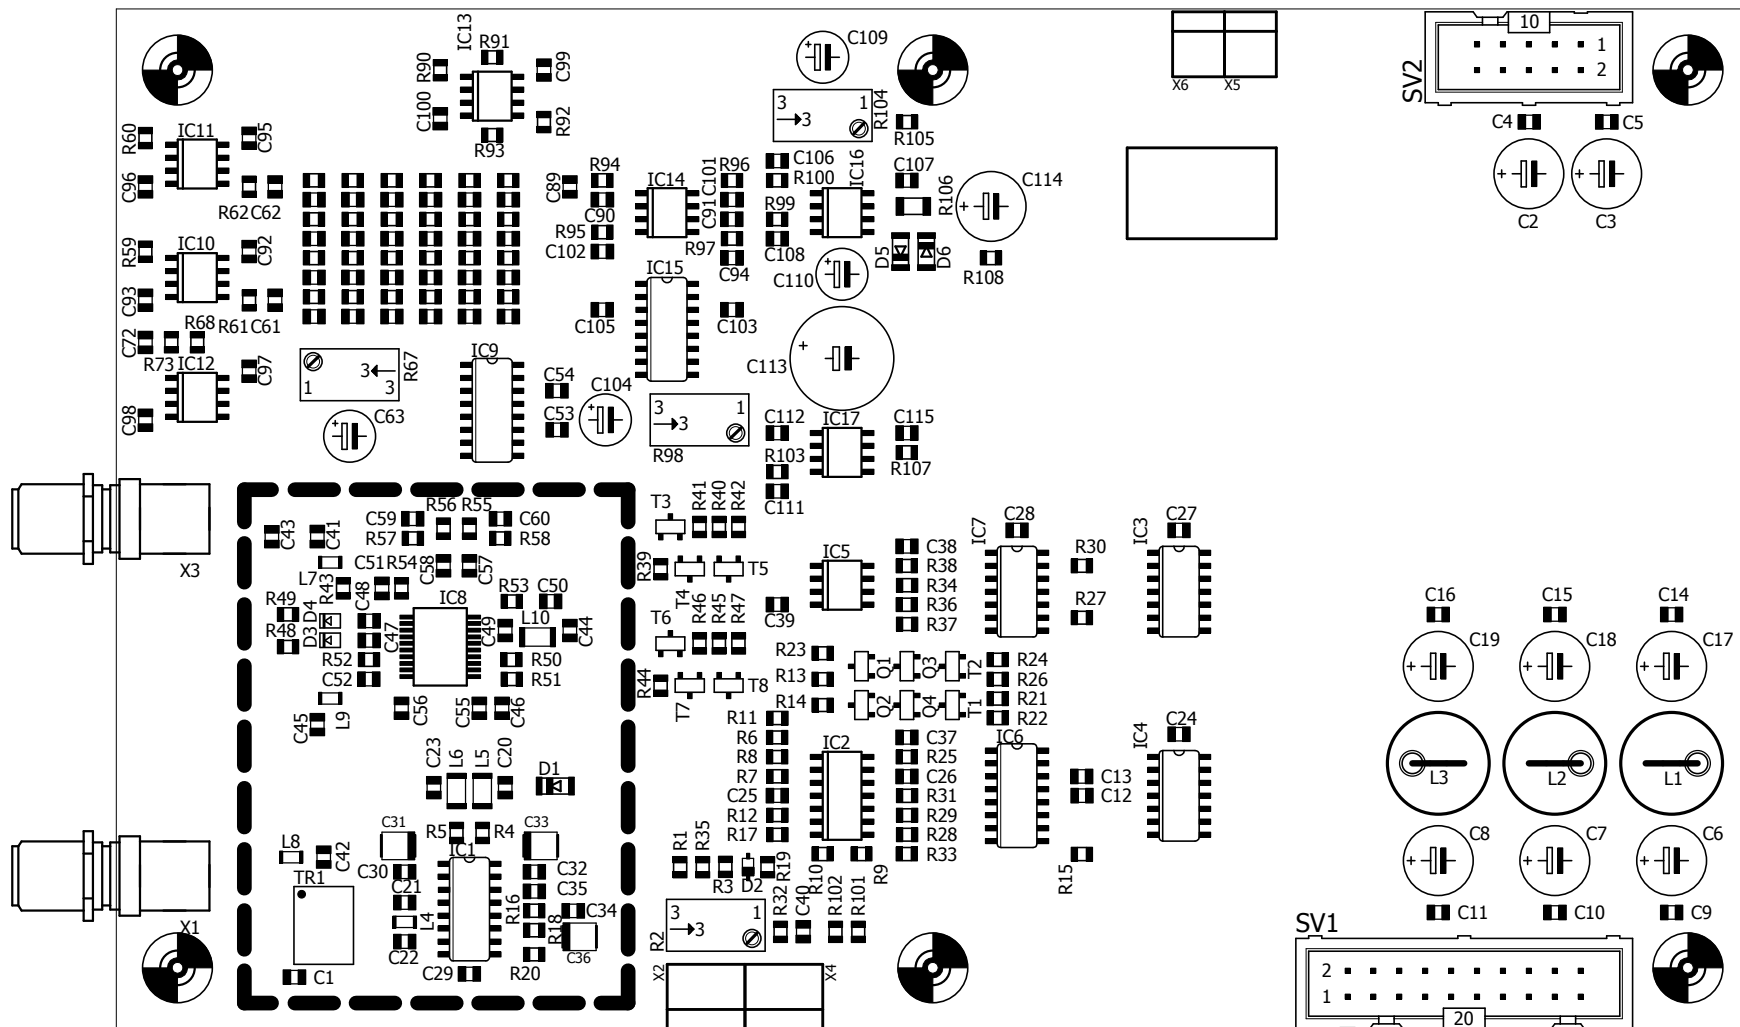 IC13
R91
R90
C99
C100
R92
R93
C109
3
1
3
R104
R105
X6
X5
SV2
10
1
2
C4
C5
C2
C3
R60
IC11
C95
C96
R62
C62
C89
R94
C90
R95
C102
IC14
R96
C101
C91
R97
C94
C106
R100
R99
C108
IC16
C107
R106
C114
D5
D6
R108
C110
R59
IC10
C92
C93
R61
C61
C105
IC15
C103
C113
C72
R68
R73
IC12
C97
C98
1
3
3
R67
C63
IC9
C54
C53
C104
3
3
1
R98
C112
IC17
C115
R103
R107
C111
X3
C43
C41
C59
R57
R56
R55
C60
R58
L7
R43
C51
R54
C58
C57
R53
C50
R49
D4
R48
D3
C48
C47
IC8
C49
L10
C44
R52
C52
R50
R51
C45
L9
C56
C55
C46
C23
L6
L5
C20
D1
C31
R5
R4
C33
IC1
L8
C42
C30
C32
TR1
C21
C35
L4
R16
C34
C22
R18
R20
C36
C29
C1
X1
T3
R41
R40
R42
R39
T4
T5
C39
T6
R46
R45
R47
R44
T7
T8
IC5
C38
R38
R34
R36
R37
IC7
C28
R30
R27
IC3
C27
R23
R13
R14
Q1
Q3
T2
Q2
Q4
T1
R24
R26
R21
R22
R11
R6
R8
R7
C25
R12
R17
IC2
C37
R25
C26
R31
R29
R28
R33
IC6
C13
C12
IC4
C24
R15
R1
R35
R3
D2
R19
R10
R9
R32
C40
R102
R101
3
3
1
R2
X2
X4
C16
C15
C14
C19
C18
C17
L3
L2
L1
C8
C7
C6
C11
C10
C9
SV1
2
1
20